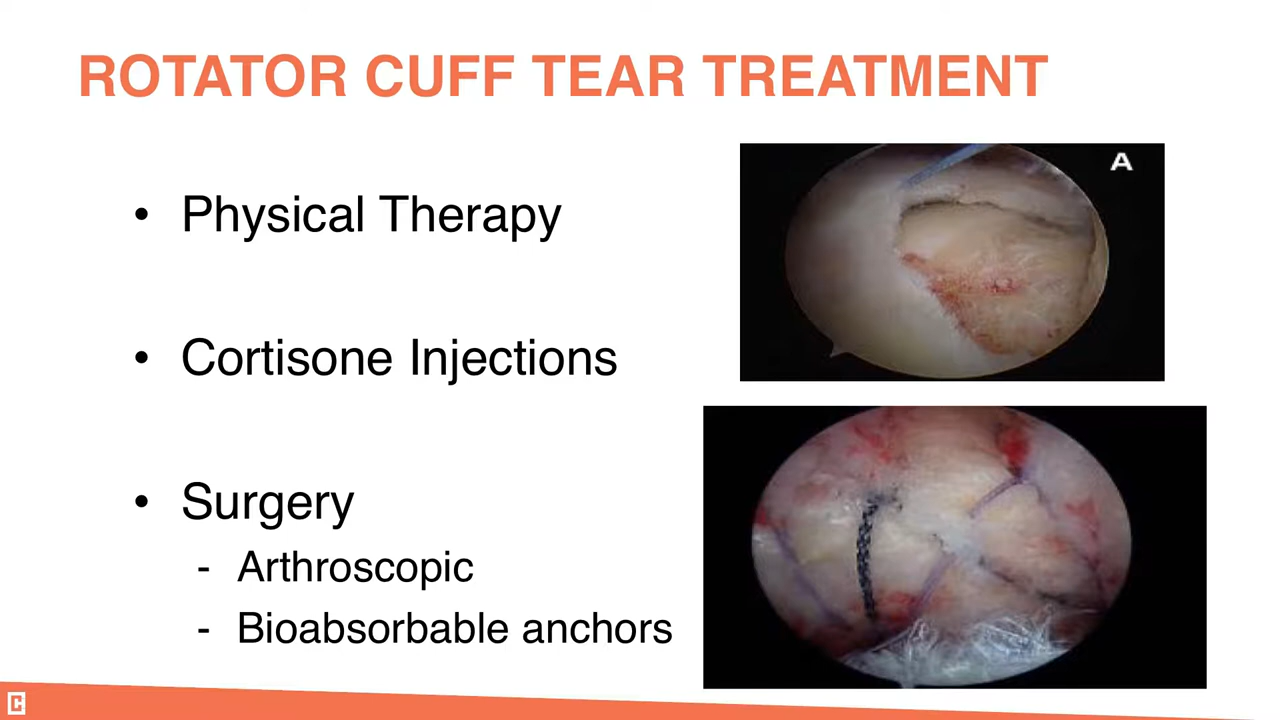 ROTATOR CUFF TEAR TREATMENT
• Physical Therapy
• Cortisone Injections
• Surgery
- Arthroscopic
- Bioabsorbable anchors
A
C